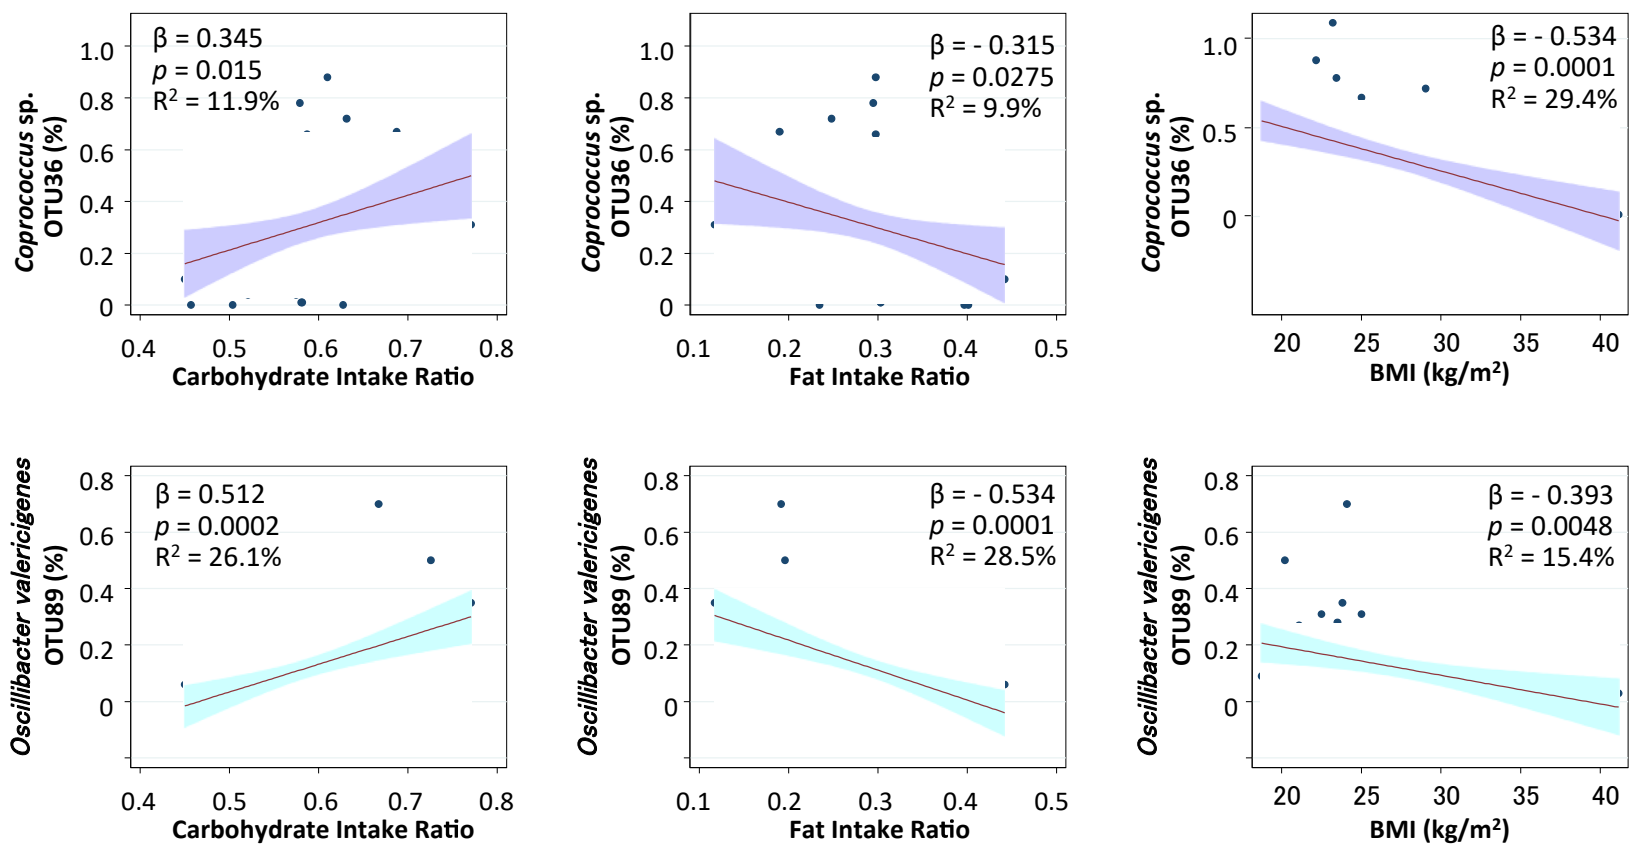 β = 0.345
p = 0.015
R² = 11.9%
1.0
0.8
0.6
0.4
0.2
0
Coprococcus sp.
OTU36 (%)
0.4 0.5 0.6 0.7 0.8
Carbohydrate Intake Ratio
β = - 0.315
p = 0.0275
R² = 9.9%
1.0
0.8
0.6
0.4
0.2
0
Coprococcus sp.
OTU36 (%)
0.1 0.2 0.3 0.4 0.5
Fat Intake Ratio
β = - 0.534
p = 0.0001
R² = 29.4%
1.0
0.5
0
Coprococcus sp.
OTU36 (%)
20 25 30 35 40
BMI (kg/m²)
β = 0.512
p = 0.0002
R² = 26.1%
0.8
0.6
0.4
0.2
0
Oscillibacter valericigenes
OTU89 (%)
0.4 0.5 0.6 0.7 0.8
Carbohydrate Intake Ratio
β = - 0.534
p = 0.0001
R² = 28.5%
0.8
0.6
0.4
0.2
0
Oscillibacter valericigenes
OTU89 (%)
0.1 0.2 0.3 0.4 0.5
Fat Intake Ratio
β = - 0.393
p = 0.0048
R² = 15.4%
0.8
0.6
0.4
0.2
0
Oscillibacter valericigenes
OTU89 (%)
20 25 30 35 40
BMI (kg/m²)